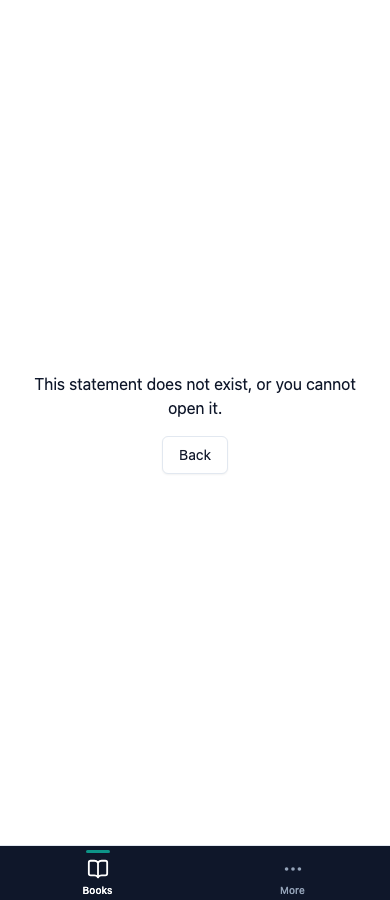 This statement does not exist, or you cannot
open it.
Back
Books
More